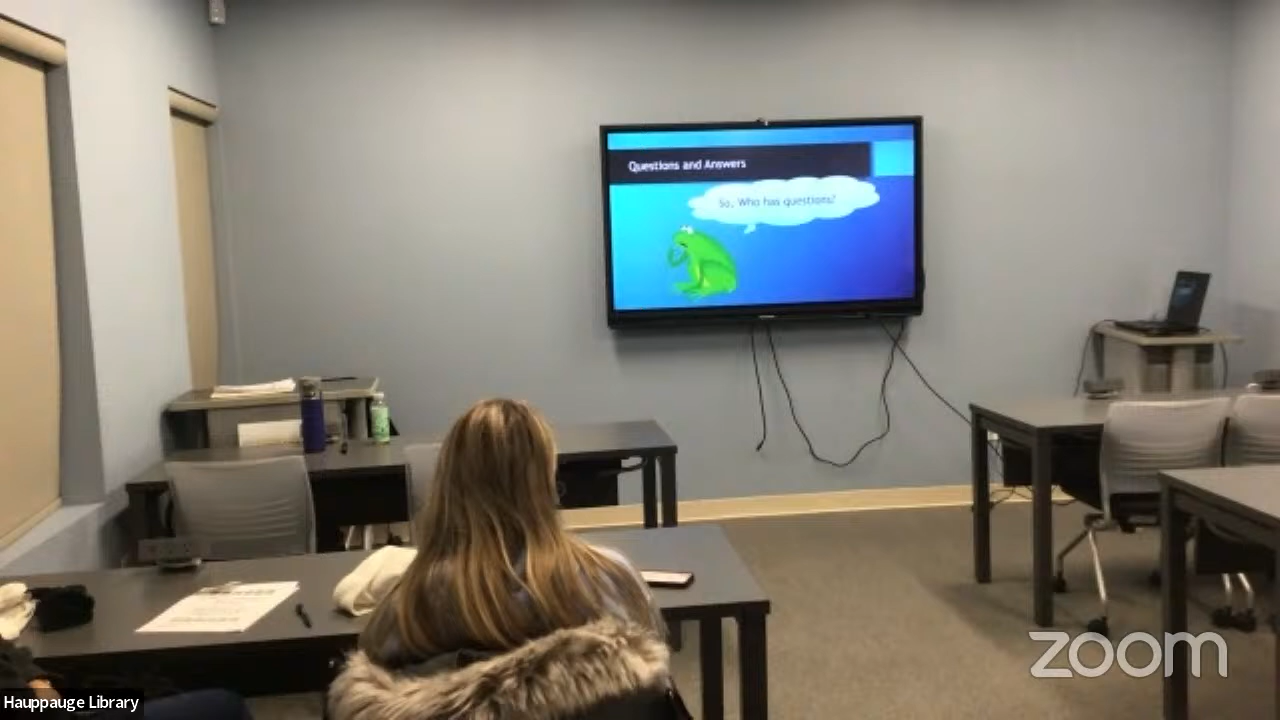 Questions and Answers
So, Who has questions?
zoom
Hauppauge Library